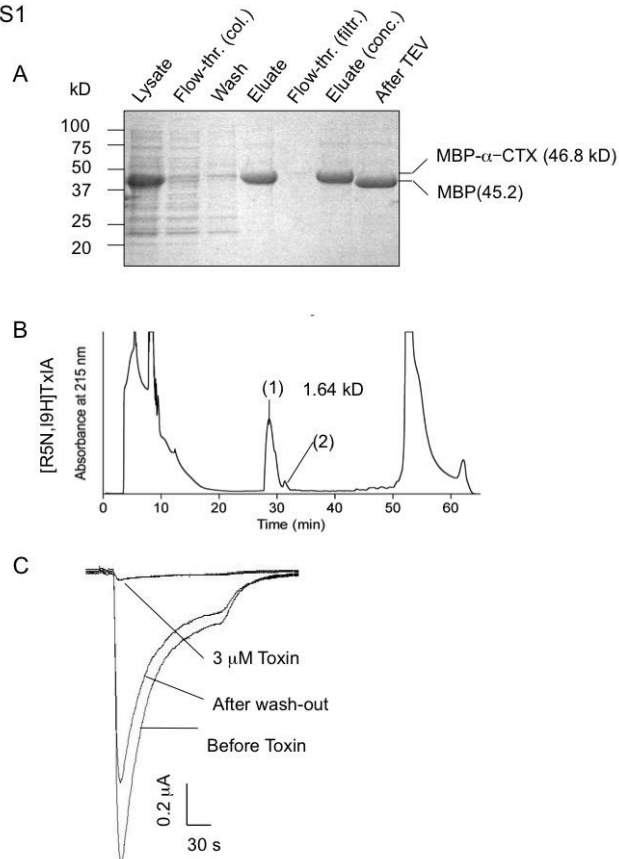 S1
A
kD
Lysate
Flow-thr. (col.)
Wash
Eluate
Flow-thr. (filtr.)
Eluate (conc.)
After TEV
100
75
50
37
25
20
MBP-α-CTX (46.8 kD)
MBP(45.2)
B
[R5N,I9H]TxIA
Absorbance at 215 nm
(1) 1.64 kD
(2)
0 10 20 30 40 50 60
Time (min)
C
3 μM Toxin
After wash-out
Before Toxin
0.2 μA
30 s